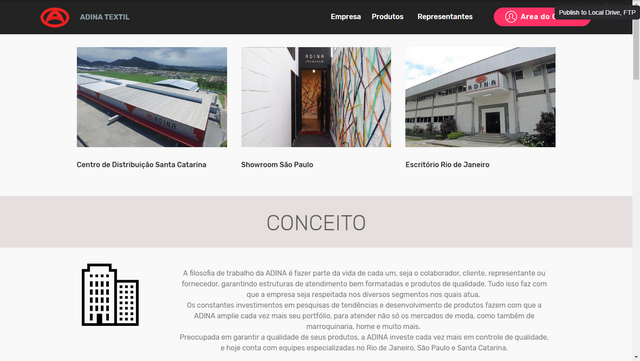 ADINA TEXTIL
Empresa Produtos Representantes
Area do
Publish to Local Drive, FTP
ADINA
ADINA
ADINA
Centro de Distribuição Santa Catarina
Showroom São Paulo
Escritório Rio de Janeiro
CONCEITO
A filosofia de trabalho da ADINA é fazer parte da vida de cada um, seja o colaborador, cliente, representante ou
fornecedor, garantindo estruturas de atendimento bem formatadas e produtos de qualidade. Tudo isso faz com
que a empresa seja respeitada nos diversos segmentos nos quais atua.
Os constantes investimentos em pesquisas de tendências e desenvolvimento de produtos fazem com que a
ADINA amplie cada vez mais seu portfólio, para atender não só os mercados de moda, como também de
marroquinaria, home e muito mais.
Preocupada em garantir a qualidade de seus produtos, a ADINA investe cada vez mais em controle de qualidade,
e hoje conta com equipes especializadas no Rio de Janeiro, São Paulo e Santa Catarina.